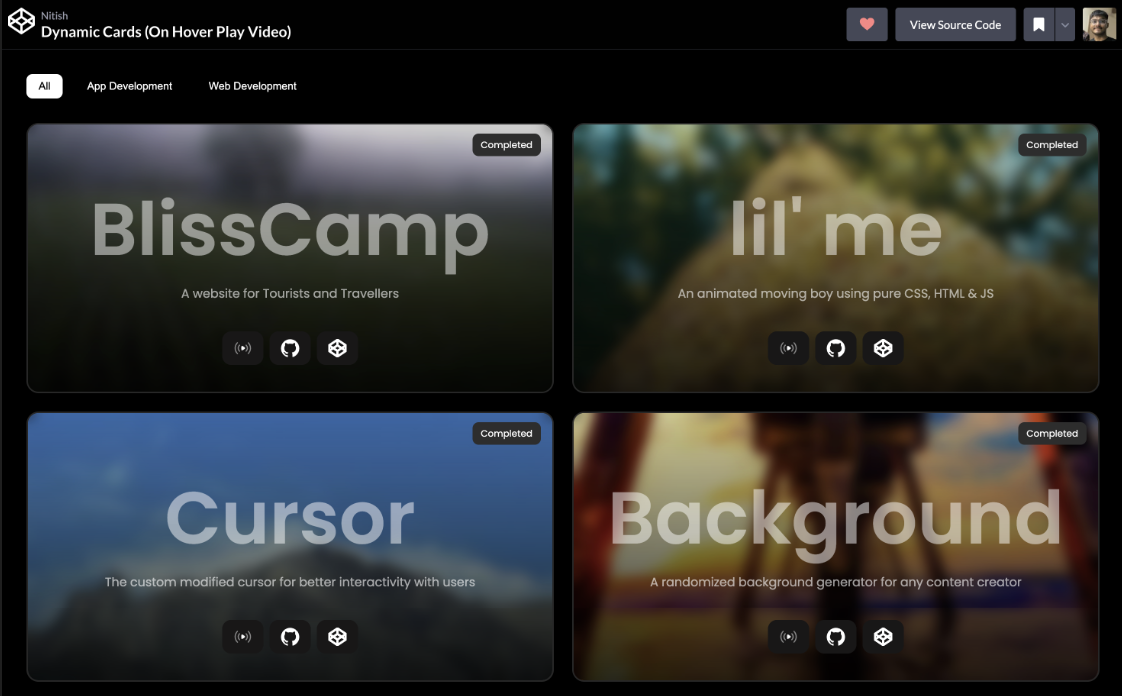 Nitish
Dynamic Cards (On Hover Play Video)
View Source Code
All
App Development
Web Development
Completed
BlissCamp
A website for Tourists and Travellers
Completed
lil' me
An animated moving boy using pure CSS, HTML & JS
Completed
Cursor
The custom modified cursor for better interactivity with users
Completed
Background
A randomized background generator for any content creator